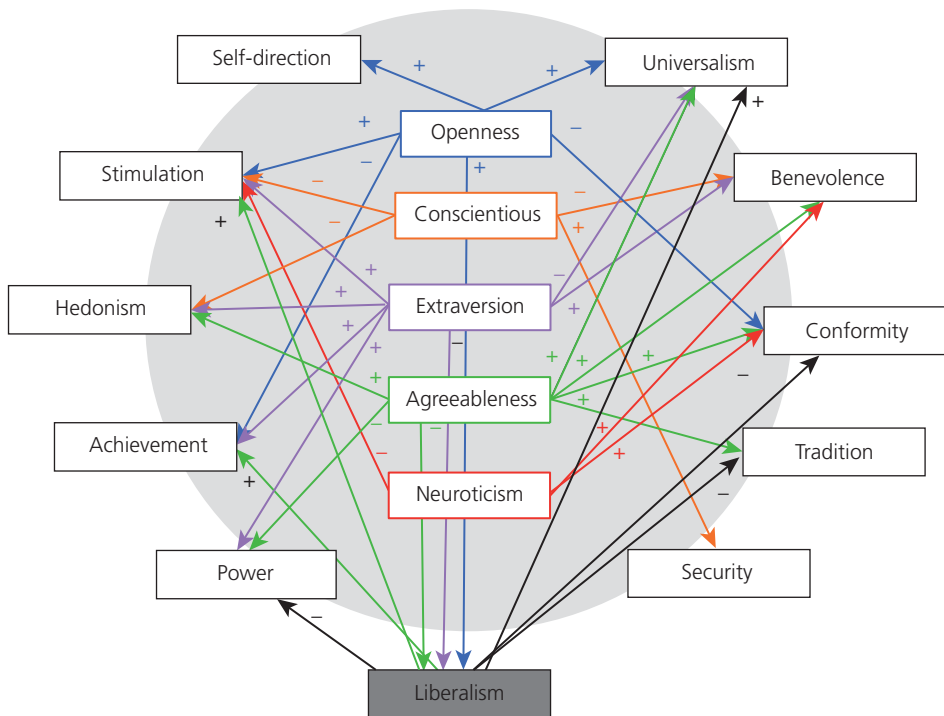 Self-direction
Universalism
+
+
+
Openness
+
−
−
+
Stimulation
Benevolence
−
−
+
Conscientious
−
+
+
−
Hedonism
+
Extraversion
+
Conformity
+
+
−
+
+
+
−
+
Agreeableness
+
−
−
Achievement
+
Tradition
−
+
+
Neuroticism
−
Power
Security
−
Liberalism